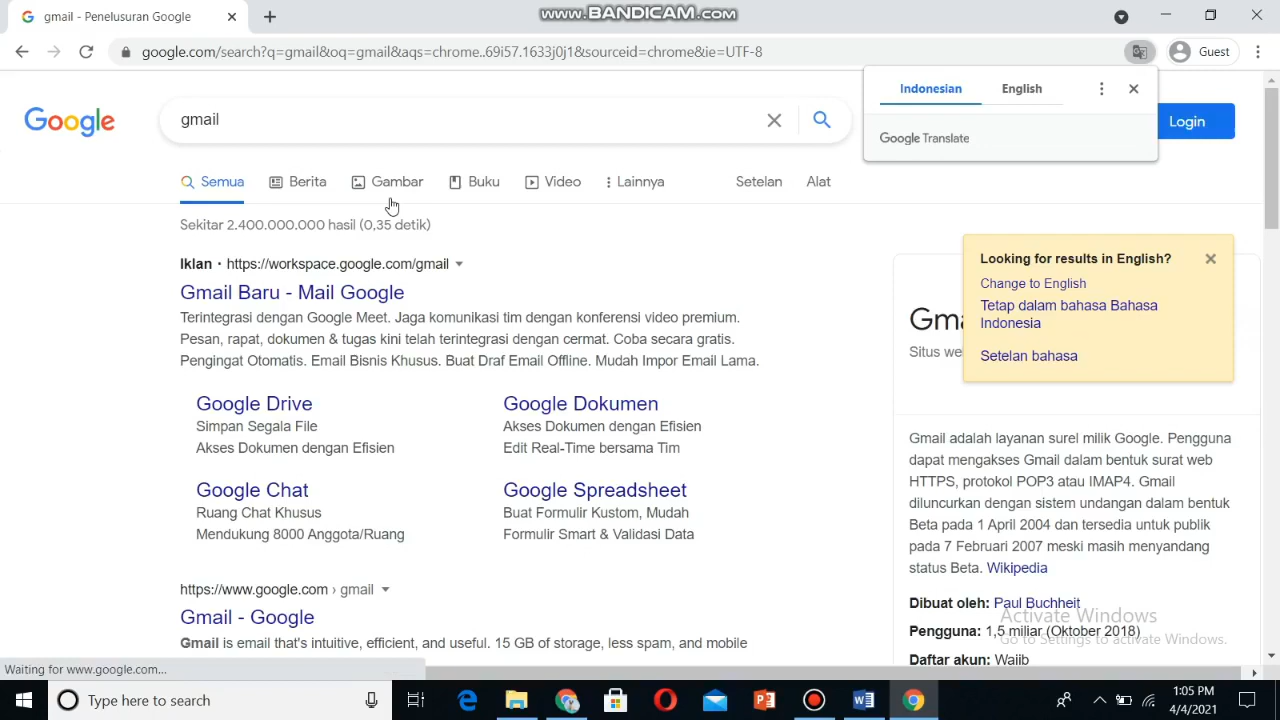 www.BANDICAM.com
gmail - Penelusuran Google
google.com/search?q=gmail&oq=gmail&aqs=chrome..69i57.1633j0j1&sourceid=chrome&ie=UTF-8
Guest
Indonesian English
Google Translate
Google
gmail
Login
Semua Berita Gambar Buku Video Lainnya Setelan Alat
Sekitar 2.400.000.000 hasil (0,35 detik)
Iklan · https://workspace.google.com/gmail
Gmail Baru - Mail Google
Terintegrasi dengan Google Meet. Jaga komunikasi tim dengan konferensi video premium.
Pesan, rapat, dokumen & tugas kini telah terintegrasi dengan cermat. Coba secara gratis.
Pengingat Otomatis. Email Bisnis Khusus. Buat Draf Email Offline. Mudah Impor Email Lama.
Google Drive
Simpan Segala File
Akses Dokumen dengan Efisien
Google Dokumen
Akses Dokumen dengan Efisien
Edit Real-Time bersama Tim
Google Chat
Ruang Chat Khusus
Mendukung 8000 Anggota/Ruang
Google Spreadsheet
Buat Formulir Kustom, Mudah
Formulir Smart & Validasi Data
https://www.google.com › gmail
Gmail - Google
Gmail is email that's intuitive, efficient, and useful. 15 GB of storage, less spam, and mobile
Looking for results in English?
Change to English
Tetap dalam bahasa Bahasa
Indonesia
Setelan bahasa
Situs we
Gmail adalah layanan surel milik Google. Pengguna
dapat mengakses Gmail dalam bentuk surat web
HTTPS, protokol POP3 atau IMAP4. Gmail
diluncurkan dengan sistem undangan dalam bentuk
Beta pada 1 April 2004 dan tersedia untuk publik
pada 7 Februari 2007 meski masih menyandang
status Beta. Wikipedia
Dibuat oleh: Paul Buchheit
Pengguna: 1,5 miliar (Oktober 2018)
Daftar akun: Wajib
Activate Windows
Go to Settings to activate Windows.
Waiting for www.google.com...
Type here to search
1:05 PM
4/4/2021